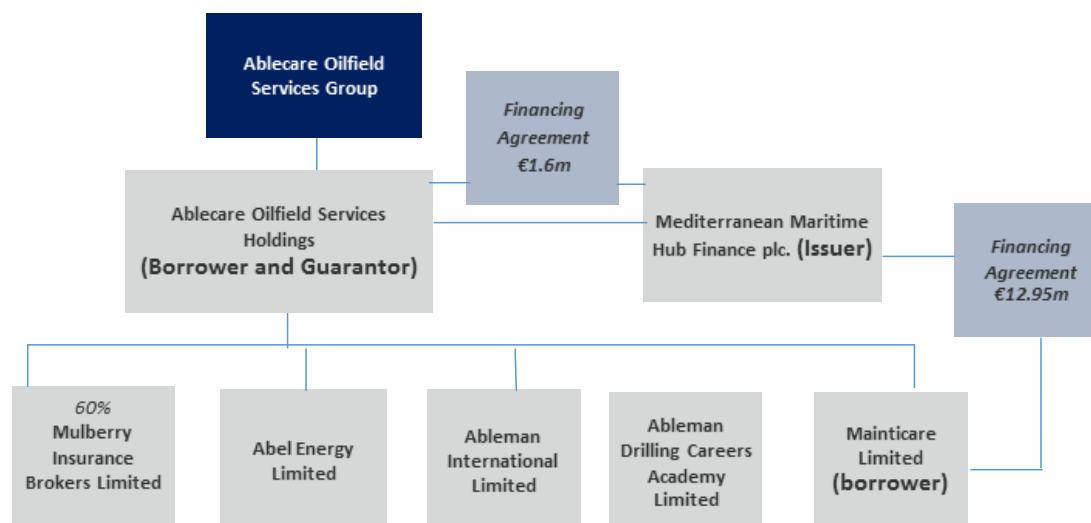 Ablecare Oilfield
Services Group
Financing
Agreement
€1.6m
Ablecare Oilfield Services
Holdings
(Borrower and Guarantor)
Mediterranean Maritime
Hub Finance plc. (Issuer)
Financing
Agreement
€12.95m
60%
Mulberry
Insurance
Brokers Limited
Abel Energy
Limited
Ableman
International
Limited
Ableman
Drilling Careers
Academy
Limited
Mainticare
Limited
(borrower)